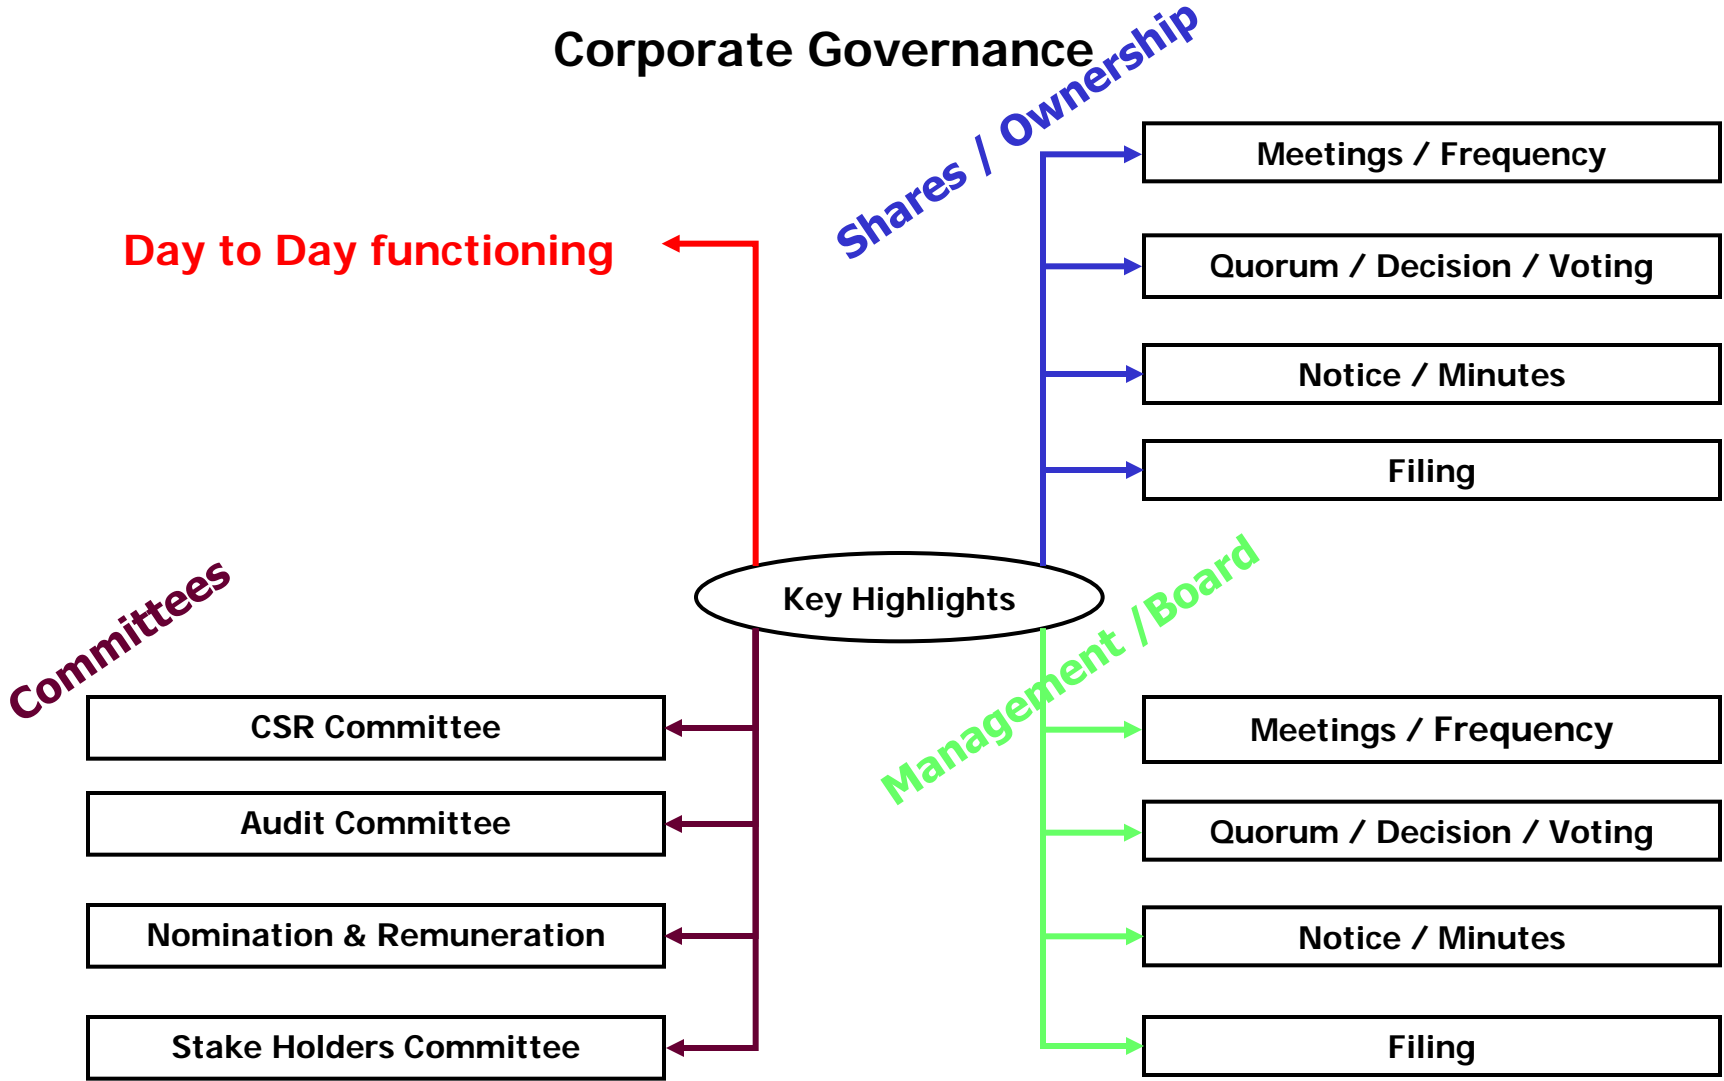 Corporate Governance
Shares / Ownership
Meetings / Frequency
Day to Day functioning
Quorum / Decision / Voting
Notice / Minutes
Filing
Key Highlights
Committees
CSR Committee
Audit Committee
Nomination & Remuneration
Stake Holders Committee
Management /Board
Meetings / Frequency
Quorum / Decision / Voting
Notice / Minutes
Filing